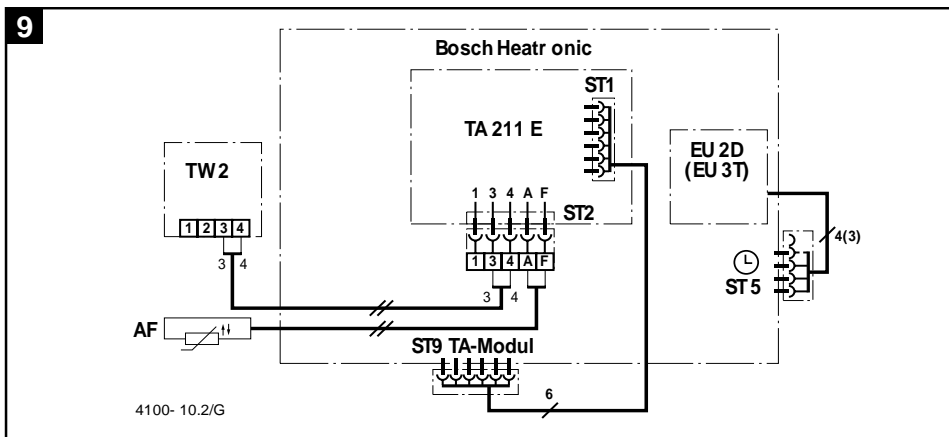 9
Bosch Heatr onic
ST1
TA 211 E
EU 2D
(EU 3T)
TW 2
1 3 4 A F
ST2
1 2 3 4
4(3)
3 4
1 3 4 A F
ST 5
3 4
AF
ST9 TA-Modul
6
4100- 10.2/G